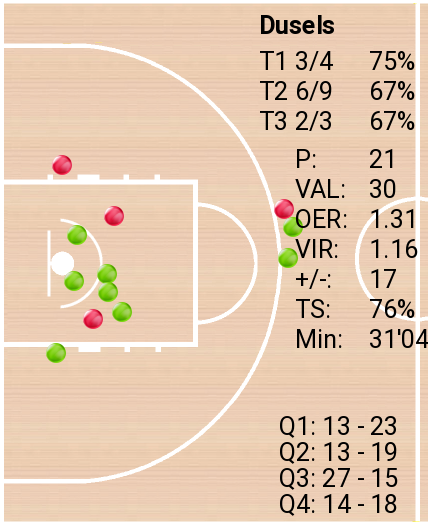 Dusels
T1 3/4 75%
T2 6/9 67%
T3 2/3 67%
P: 21
VAL: 30
OER: 1.31
VIR: 1.16
+/-: 17
TS: 76%
Min: 31'04
Q1: 13 - 23
Q2: 13 - 19
Q3: 27 - 15
Q4: 14 - 18